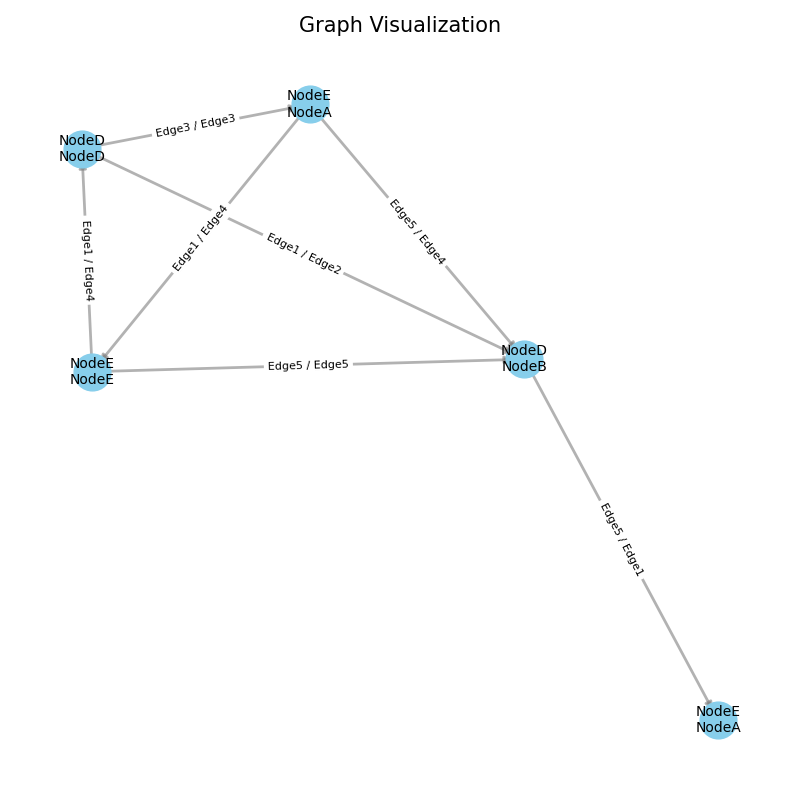 Graph Visualization
NodeE
NodeA
Edge3 / Edge3
NodeD
NodeD
Edge1 / Edge4
Edge5 / Edge4
Edge1 / Edge2
Edge1 / Edge4
NodeD
NodeB
NodeE
NodeE
Edge5 / Edge5
Edge5 / Edge1
NodeE
NodeA